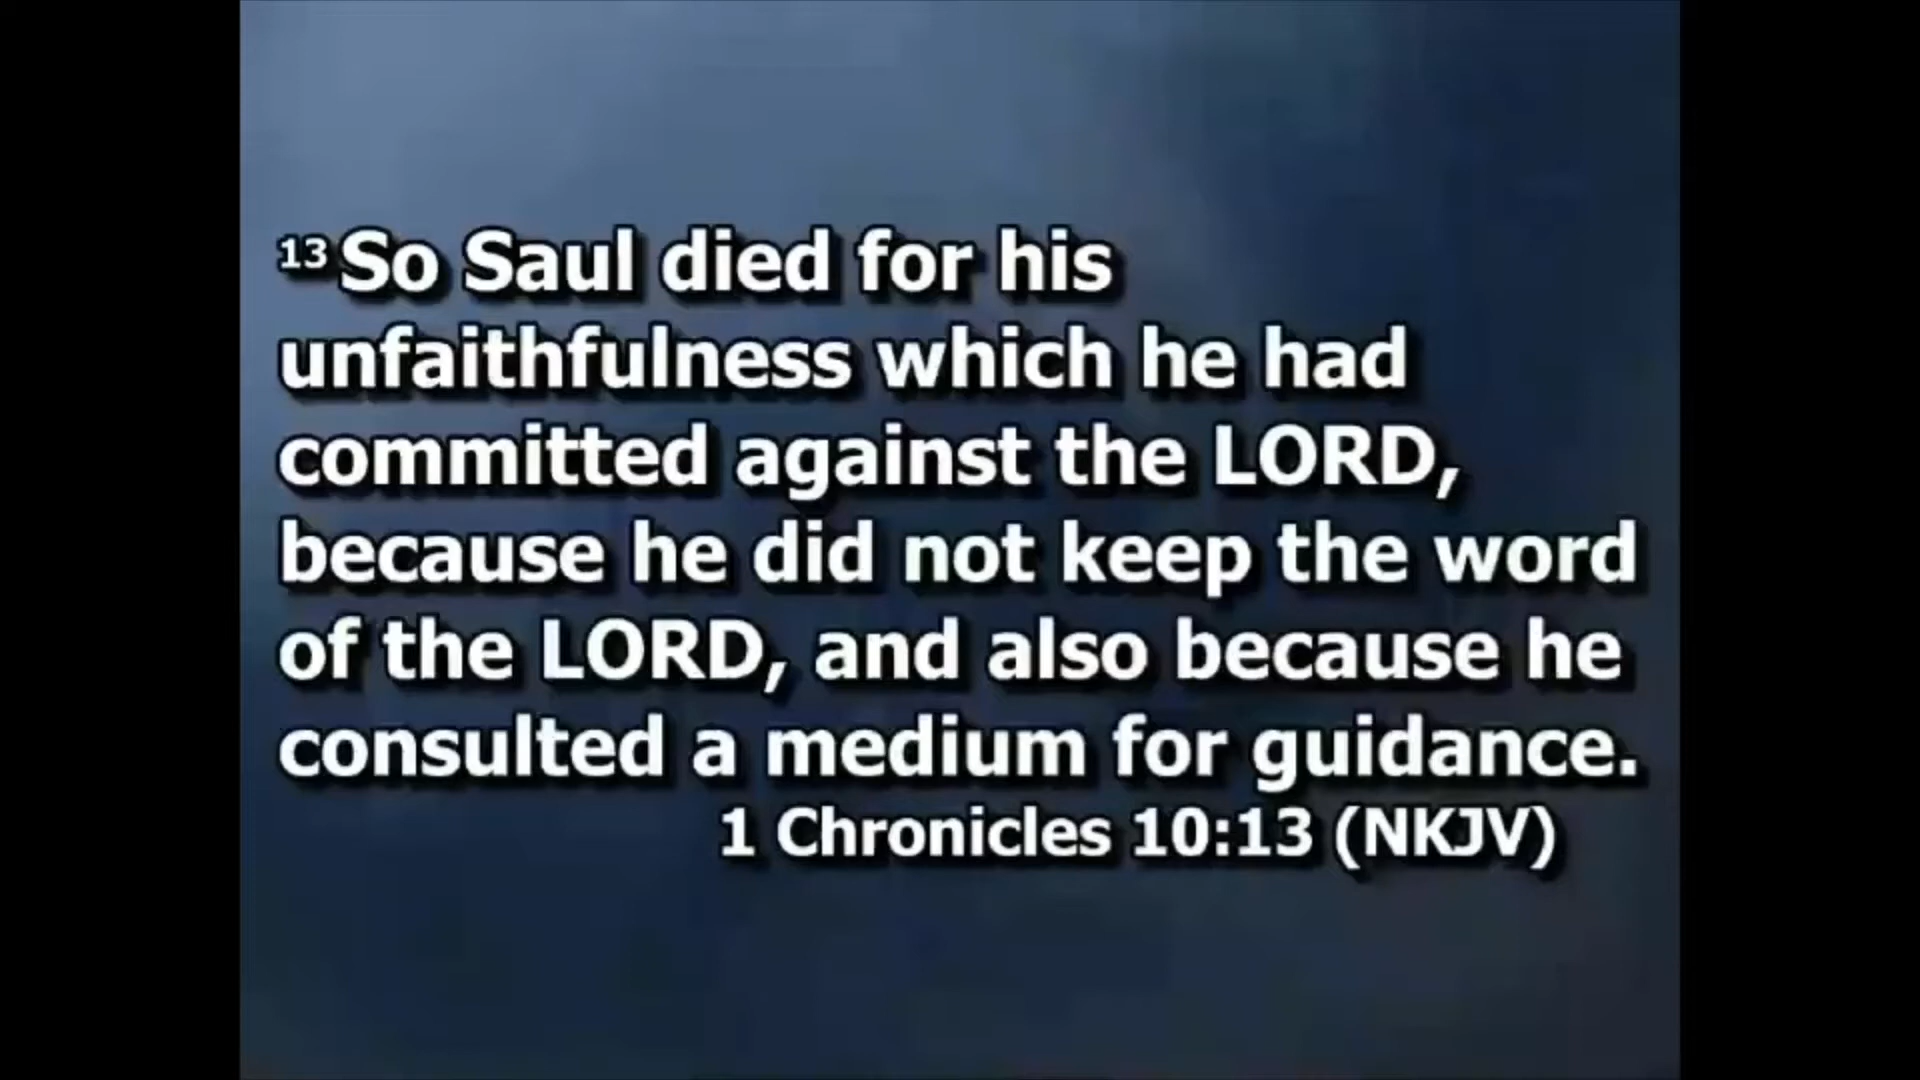 13 So Saul died for his
unfaithfulness which he had
committed against the LORD,
because he did not keep the word
of the LORD, and also because he
consulted a medium for guidance.
1 Chronicles 10:13 (NKJV)